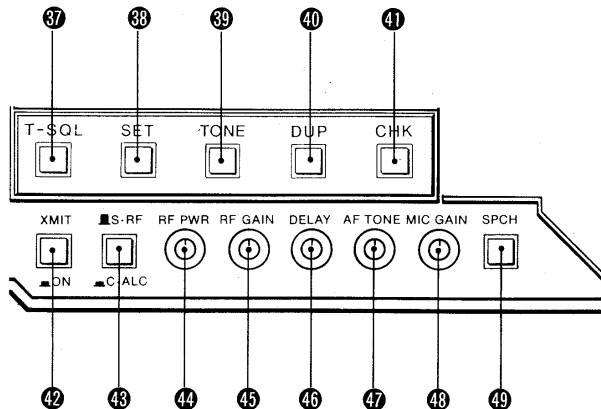 37 38 39 40 41
T-SQL SET TONE DUP CHK
XMIT S·RF RF PWR RF GAIN DELAY AF TONE MIC GAIN SPCH
ON C·ALC
42 43 44 45 46 47 48 49